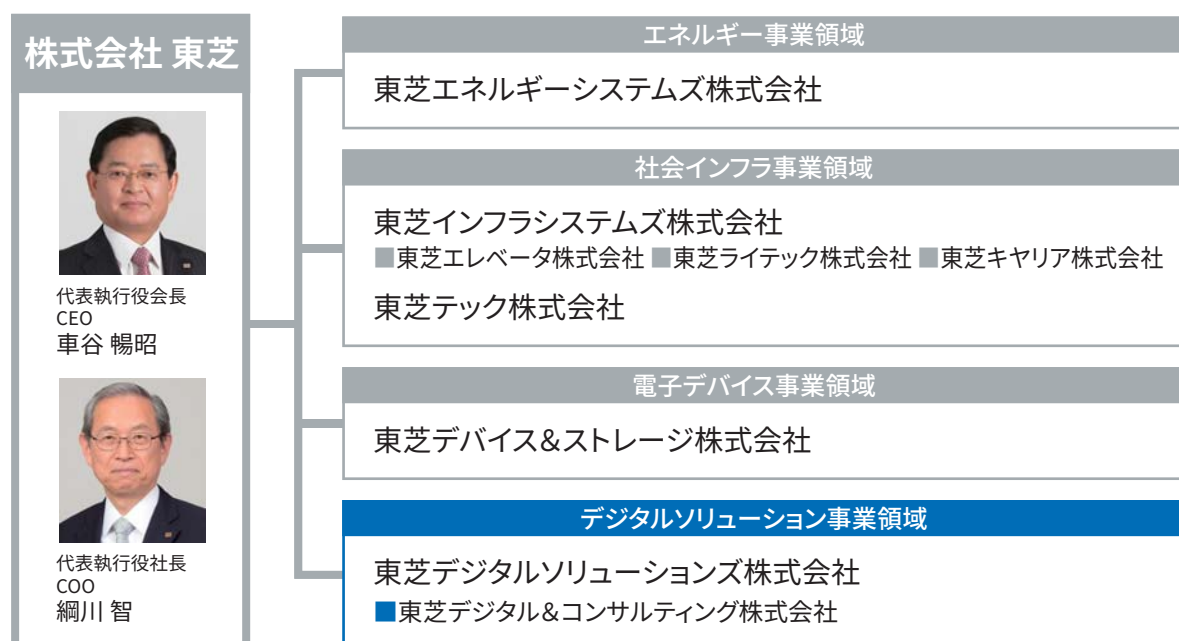 株式会社 東芝
代表執行役会長
CEO
車谷 暢昭
代表執行役社長
COO
綱川 智
エネルギー事業領域
東芝エネルギーシステムズ株式会社
社会インフラ事業領域
東芝インフラシステムズ株式会社
■東芝エレベータ株式会社 ■東芝ライテック株式会社 ■東芝キヤリア株式会社
東芝テック株式会社
電子デバイス事業領域
東芝デバイス&ストレージ株式会社
デジタルソリューション事業領域
東芝デジタルソリューションズ株式会社
■東芝デジタル&コンサルティング株式会社